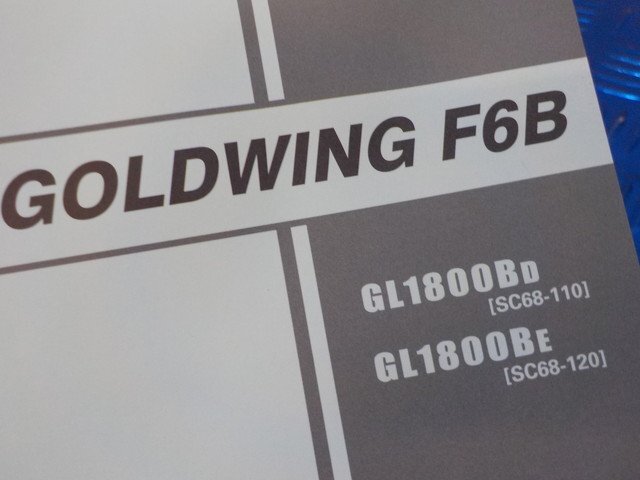 GOLDWING F6B
GL1800BD
[SC68-110]
GL1800BE
[SC68-120]